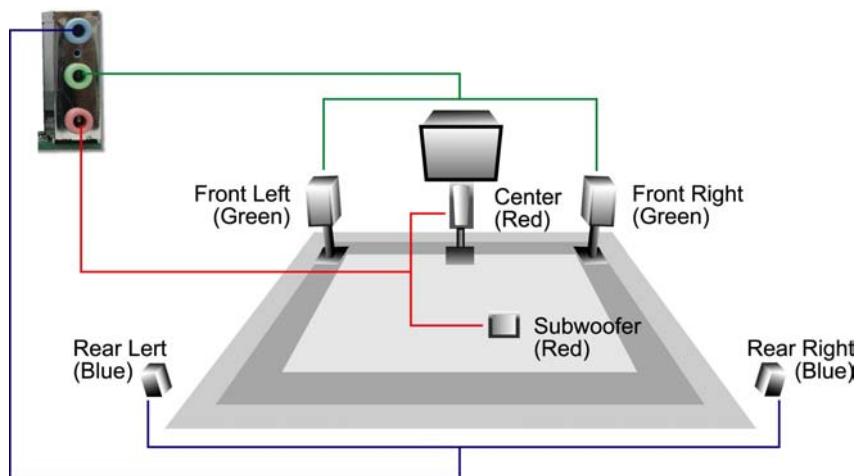 Front Left
(Green)
Center
(Red)
Front Right
(Green)
Subwoofer
(Red)
Rear Lert
(Blue)
Rear Right
(Blue)